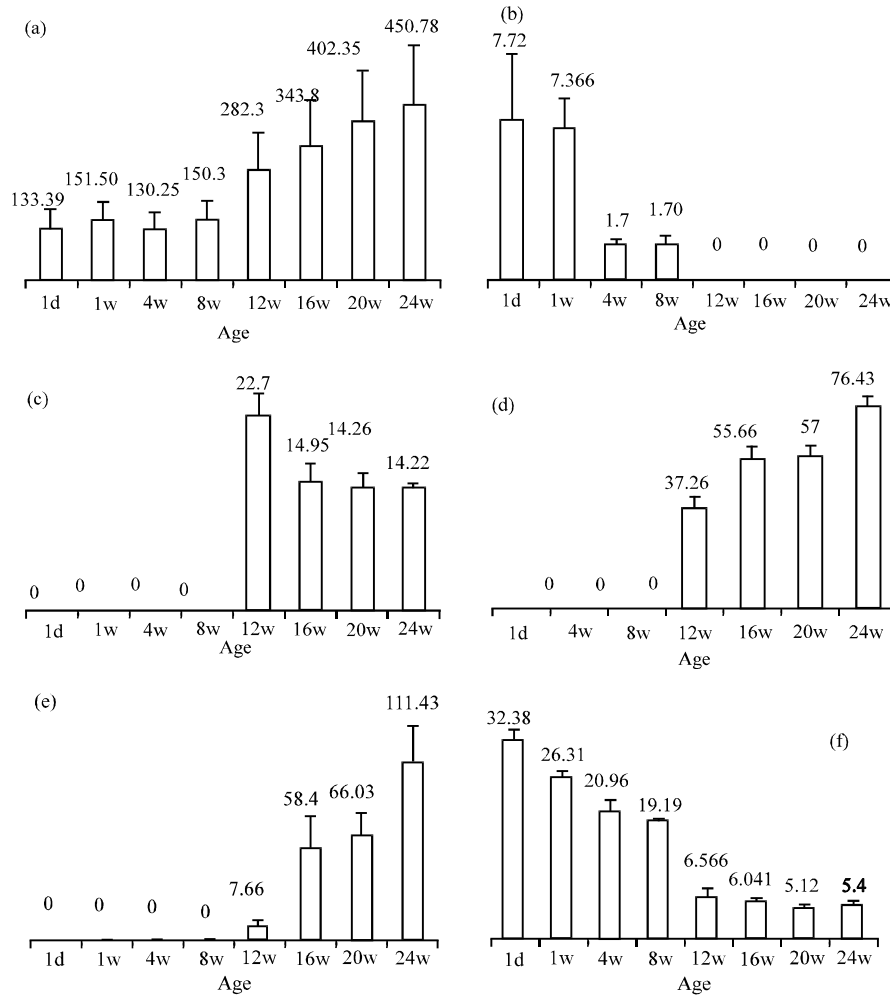 (a)
133.39 151.50 130.25 150.3 282.3 343.8 402.35 450.78
1d 1w 4w 8w 12w 16w 20w 24w
Age
(b)
7.72 7.366 1.7 1.70 0 0 0 0
1d 1w 4w 8w 12w 16w 24w
Age
(c)
0 0 0 0 22.7 14.95 14.26 14.22
1d 1w 4w 8w 12w 16w 20w 24w
Age
(d)
0 0 0 37.26 55.66 57 76.43
1d 4w 8w 12w 16w 20w 24w
Age
(e)
0 0 0 0 7.66 58.4 66.03 111.43
1d 1w 4w 8w 12w 16w 20w 24w
Age
(f)
32.38 26.31 20.96 19.19 6.566 6.041 5.12 5.4
1d 1w 4w 8w 12w 16w 20w 24w
Age